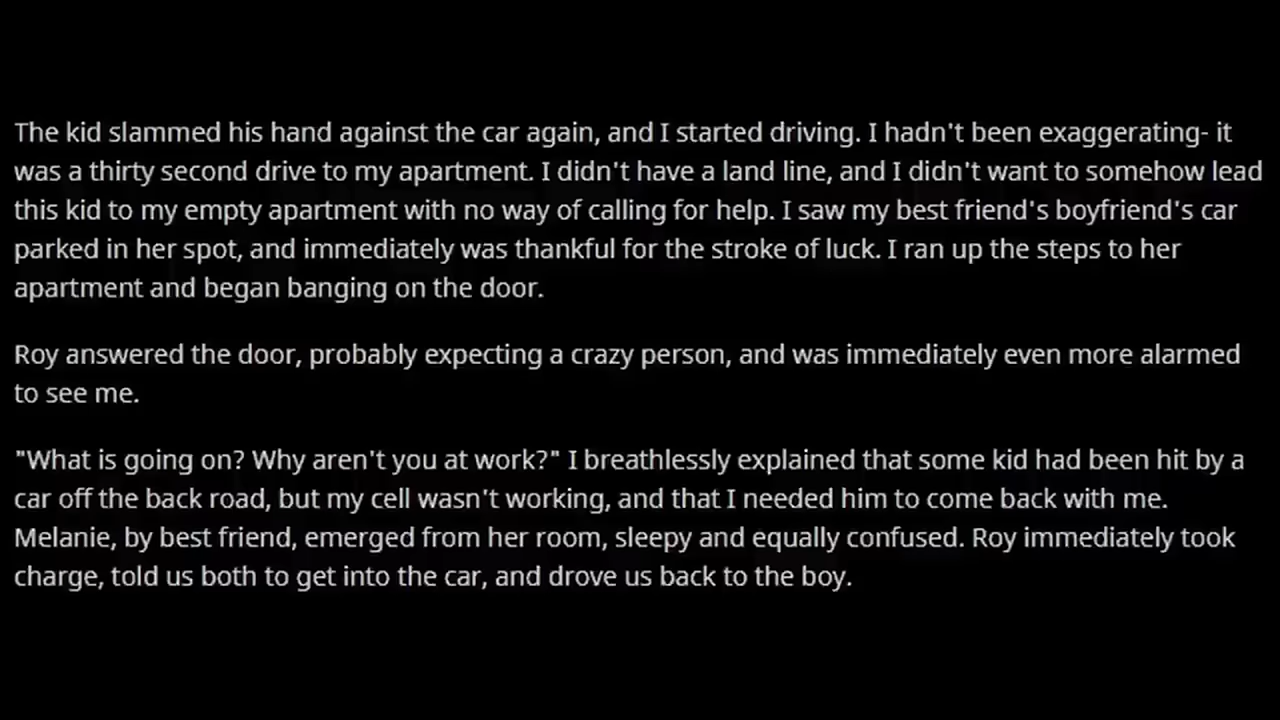 The kid slammed his hand against the car again, and I started driving. I hadn't been exaggerating- it
was a thirty second drive to my apartment. I didn't have a land line, and I didn't want to somehow lead
this kid to my empty apartment with no way of calling for help. I saw my best friend's boyfriend's car
parked in her spot, and immediately was thankful for the stroke of luck. I ran up the steps to her
apartment and began banging on the door.
Roy answered the door, probably expecting a crazy person, and was immediately even more alarmed
to see me.
"What is going on? Why aren't you at work?" I breathlessly explained that some kid had been hit by a
car off the back road, but my cell wasn't working, and that I needed him to come back with me.
Melanie, by best friend, emerged from her room, sleepy and equally confused. Roy immediately took
charge, told us both to get into the car, and drove us back to the boy.